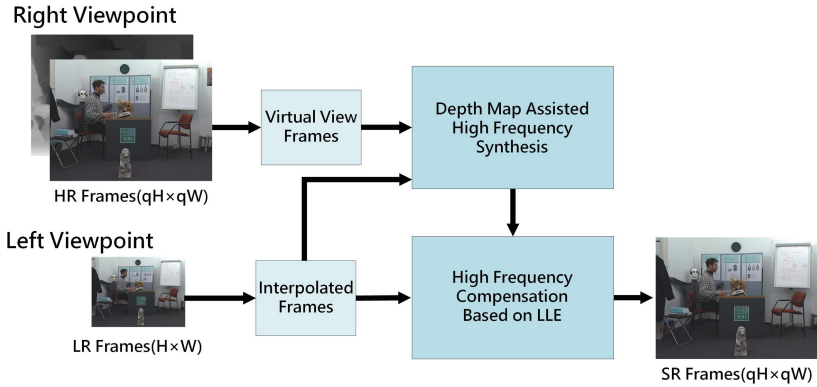 Right Viewpoint
HR Frames(qH×qW)
Virtual View
Frames
Depth Map Assisted
High Frequency
Synthesis
Left Viewpoint
LR Frames(H×W)
Interpolated
Frames
High Frequency
Compensation
Based on LLE
SR Frames(qH×qW)